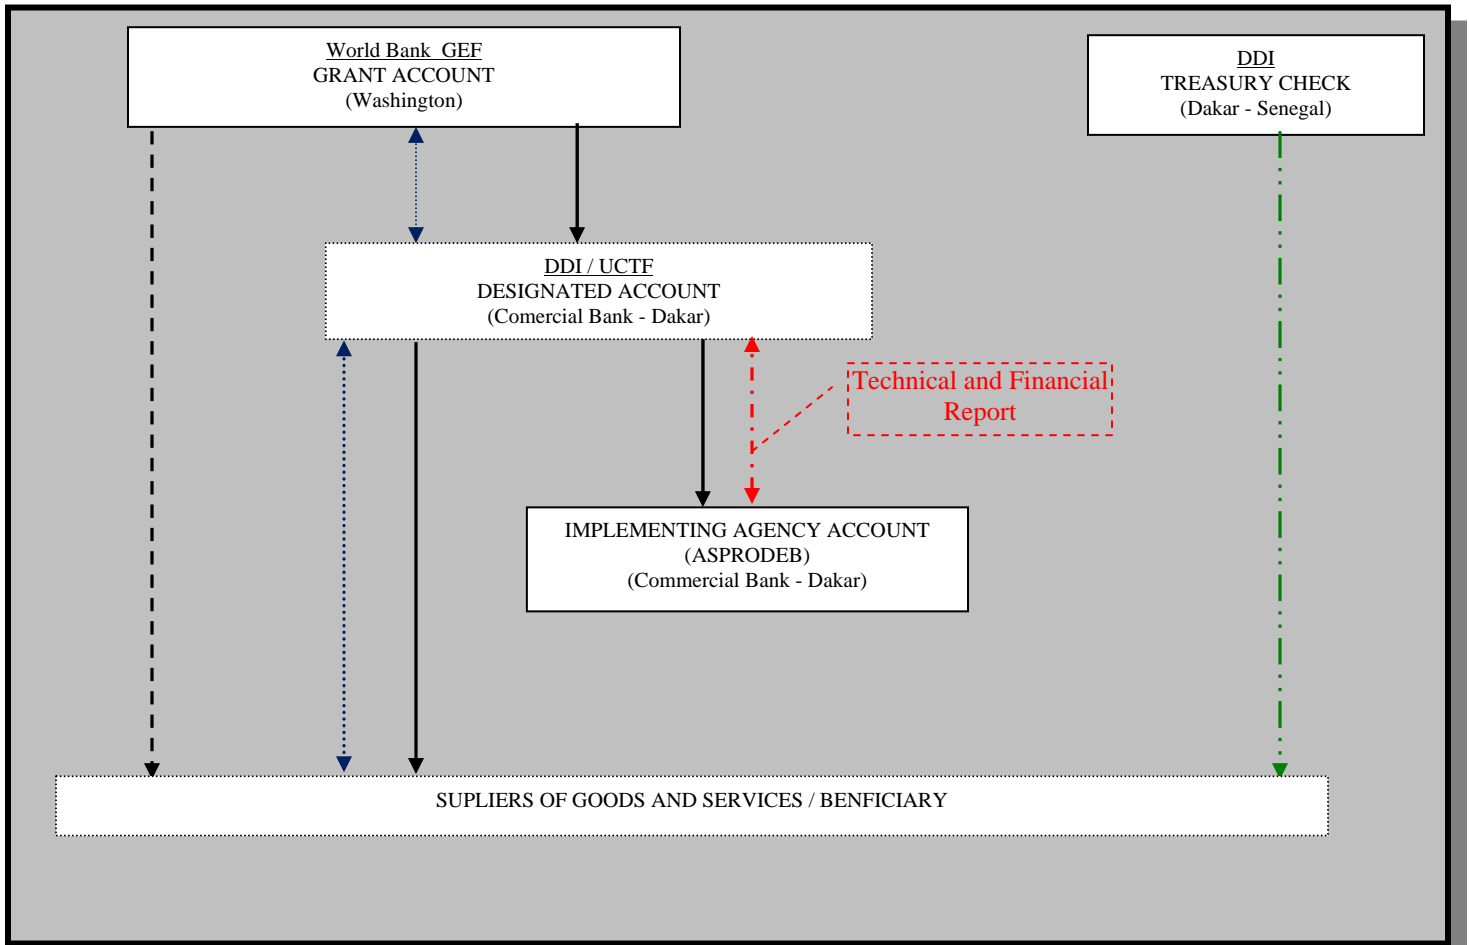 World Bank  GEF
GRANT ACCOUNT
(Washington)
DDI
TREASURY CHECK
(Dakar - Senegal)
DDI / UCTF
DESIGNATED ACCOUNT
(Comercial Bank - Dakar)
Technical and Financial
Report
IMPLEMENTING AGENCY ACCOUNT
(ASPRODEB)
(Commercial Bank - Dakar)
SUPLIERS OF GOODS AND SERVICES / BENFICIARY